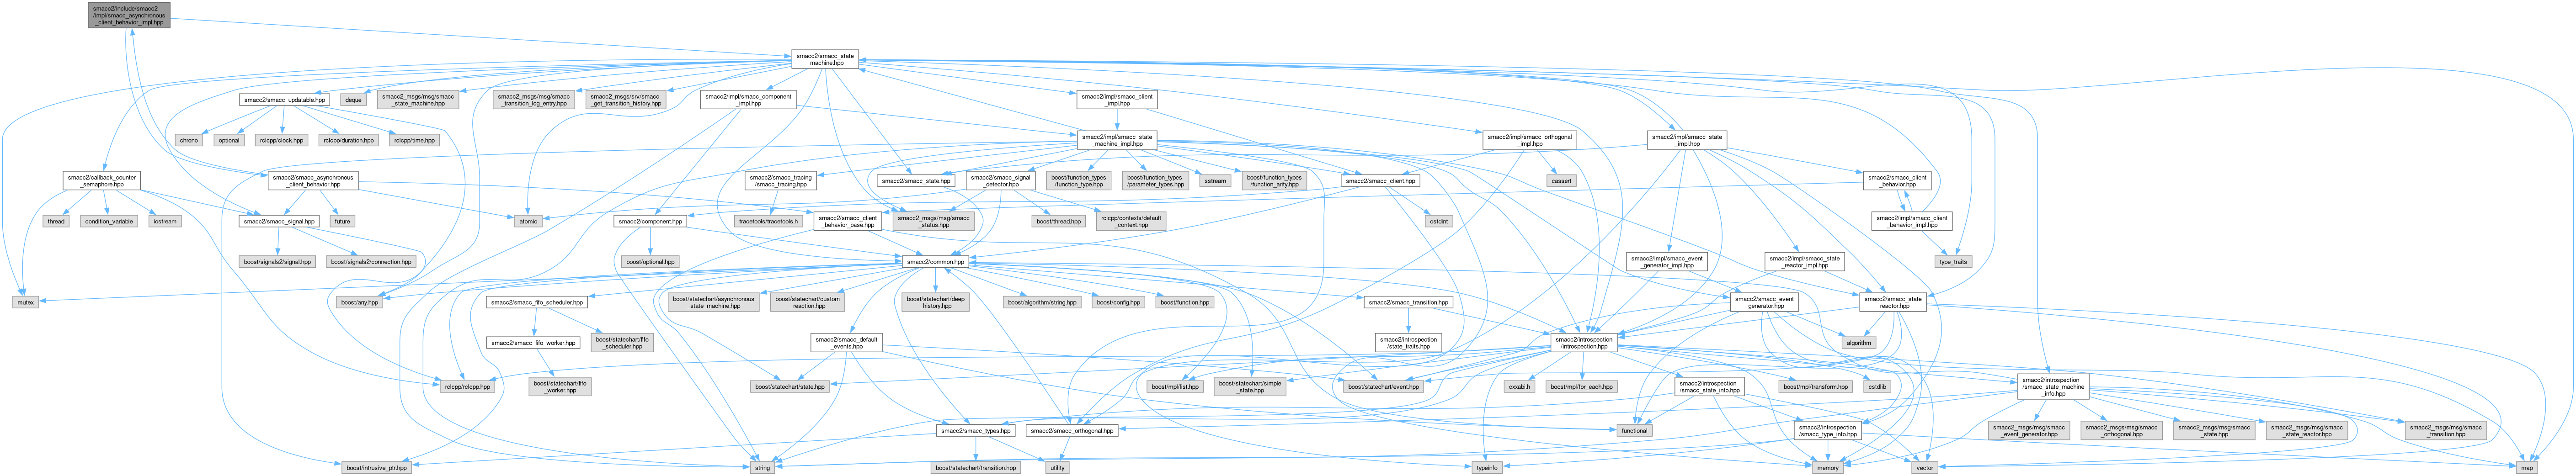 smacc2/include/smacc2
/impl/smacc_asynchronous
_client_behavior_impl.hpp
smacc2/smacc_state
_machine.hpp
smacc2/smacc_updatable.hpp
deque
smacc2_msgs/msg/smacc
_state_machine.hpp
smacc2_msgs/msg/smacc
_transition_log_entry.hpp
smacc2_msgs/srv/smacc
_get_transition_history.hpp
smacc2/impl/smacc_component
_impl.hpp
smacc2/impl/smacc_client
_impl.hpp
chrono
optional
rclcpp/clock.hpp
rclcpp/duration.hpp
rclcpp/time.hpp
smacc2/impl/smacc_state
_machine_impl.hpp
smacc2/impl/smacc_orthogonal
_impl.hpp
smacc2/impl/smacc_state
_impl.hpp
smacc2/callback_counter
_semaphore.hpp
smacc2/smacc_asynchronous
_client_behavior.hpp
smacc2/smacc_tracing
/smacc_tracing.hpp
smacc2/smacc_state.hpp
smacc2/smacc_signal
_detector.hpp
boost/function_types
/function_type.hpp
boost/function_types
/parameter_types.hpp
sstream
boost/function_types
/function_arity.hpp
smacc2/smacc_client.hpp
cassert
smacc2/smacc_client
_behavior.hpp
thread
condition_variable
iostream
smacc2/smacc_signal.hpp
future
atomic
smacc2/component.hpp
tracetools/tracetools.h
smacc2/smacc_client
_behavior_base.hpp
smacc2_msgs/msg/smacc
_status.hpp
boost/thread.hpp
rclcpp/contexts/default
_context.hpp
cstdint
smacc2/impl/smacc_client
_behavior_impl.hpp
boost/signals2/signal.hpp
boost/signals2/connection.hpp
boost/optional.hpp
smacc2/common.hpp
smacc2/impl/smacc_event
_generator_impl.hpp
smacc2/impl/smacc_state
_reactor_impl.hpp
type_traits
mutex
boost/any.hpp
smacc2/smacc_fifo_scheduler.hpp
boost/statechart/asynchronous
_state_machine.hpp
boost/statechart/custom
_reaction.hpp
boost/statechart/deep
_history.hpp
boost/algorithm/string.hpp
boost/config.hpp
boost/function.hpp
smacc2/smacc_transition.hpp
smacc2/smacc_event
_generator.hpp
smacc2/smacc_state
_reactor.hpp
smacc2/smacc_fifo_worker.hpp
boost/statechart/fifo
_scheduler.hpp
smacc2/smacc_default
_events.hpp
smacc2/introspection
/state_traits.hpp
smacc2/introspection
/introspection.hpp
algorithm
rclcpp/rclcpp.hpp
boost/statechart/fifo
_worker.hpp
boost/statechart/state.hpp
boost/mpl/list.hpp
boost/statechart/simple
_state.hpp
boost/statechart/event.hpp
cxxabi.h
boost/mpl/for_each.hpp
smacc2/introspection
/smacc_state_info.hpp
boost/mpl/transform.hpp
cstdlib
smacc2/introspection
/smacc_state_machine
_info.hpp
smacc2/smacc_types.hpp
smacc2/smacc_orthogonal.hpp
functional
smacc2/introspection
/smacc_type_info.hpp
smacc2_msgs/msg/smacc
_event_generator.hpp
smacc2_msgs/msg/smacc
_orthogonal.hpp
smacc2_msgs/msg/smacc
_state.hpp
smacc2_msgs/msg/smacc
_state_reactor.hpp
smacc2_msgs/msg/smacc
_transition.hpp
boost/intrusive_ptr.hpp
string
boost/statechart/transition.hpp
utility
typeinfo
memory
vector
map